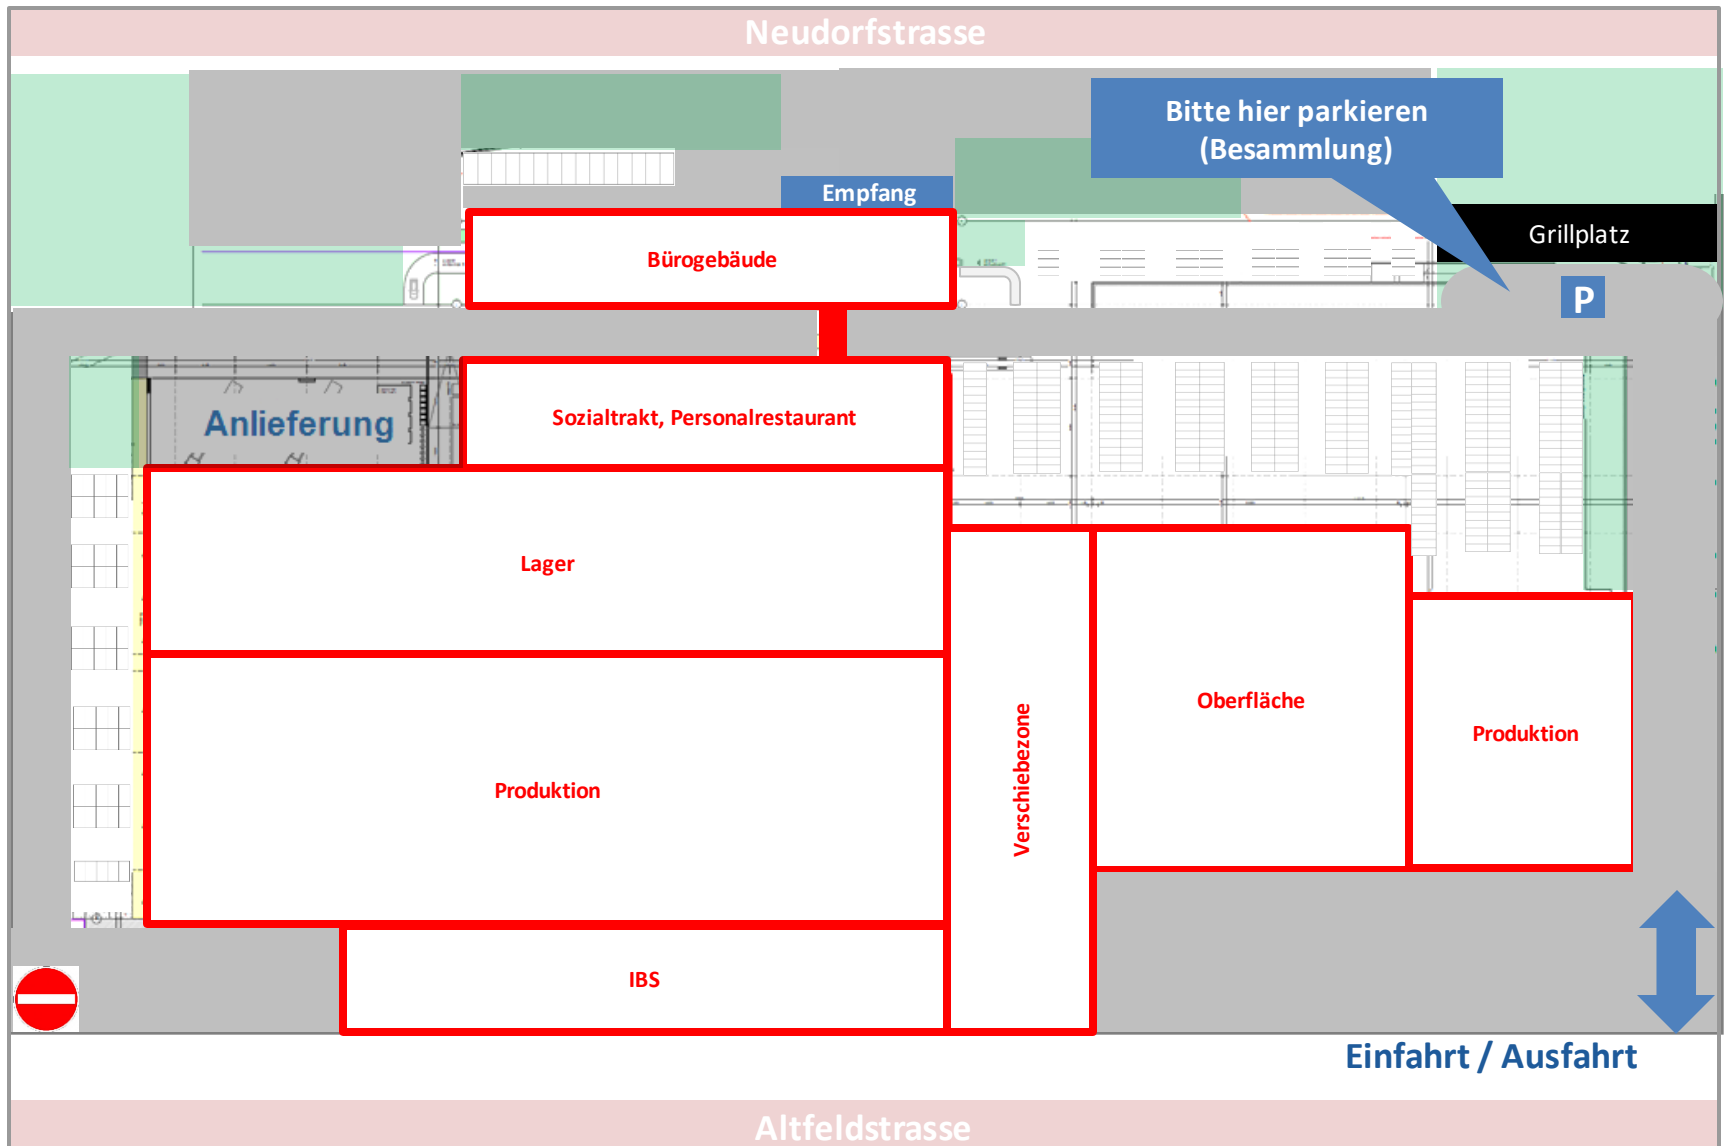 Neudorfstrasse
Bitte hier parkieren
(Besammlung)
Empfang
Grillplatz
Bürogebäude
P
Anlieferung
Sozialtrakt, Personalrestaurant
Lager
Oberfläche
Produktion
Verschiebezone
Produktion
IBS
Einfahrt / Ausfahrt
Altfeldstrasse